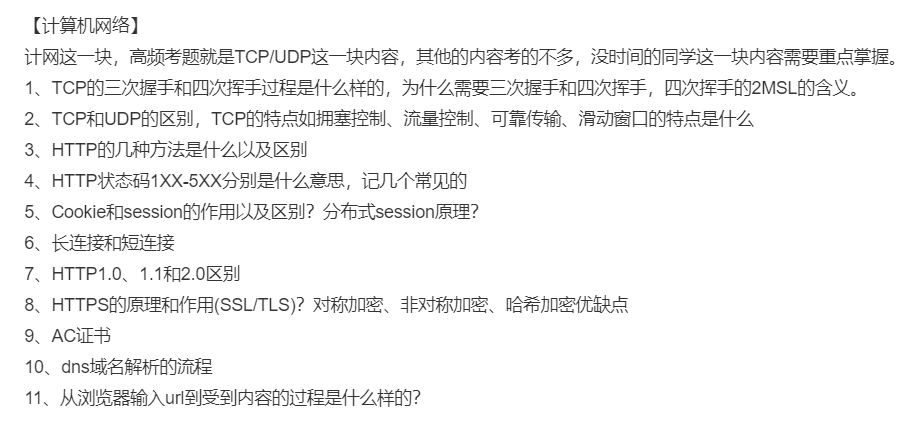 【计算机网络】
计网这一块，高频考题就是TCP/UDP这一块内容，其他的内容考的不多，没时间的同学这一块内容需要重点掌握。
1、TCP的三次握手和四次挥手过程是什么样的，为什么需要三次握手和四次挥手，四次挥手的2MSL的含义。
2、TCP和UDP的区别，TCP的特点如拥塞控制、流量控制、可靠传输、滑动窗口的特点是什么
3、HTTP的几种方法是什么以及区别
4、HTTP状态码1XX-5XX分别是什么意思，记几个常见的
5、Cookie和session的作用以及区别？分布式session原理？
6、长连接和短连接
7、HTTP1.0、1.1和2.0区别
8、HTTPS的原理和作用(SSL/TLS)？对称加密、非对称加密、哈希加密优缺点
9、AC证书
10、dns域名解析的流程
11、从浏览器输入url到受到内容的过程是什么样的？